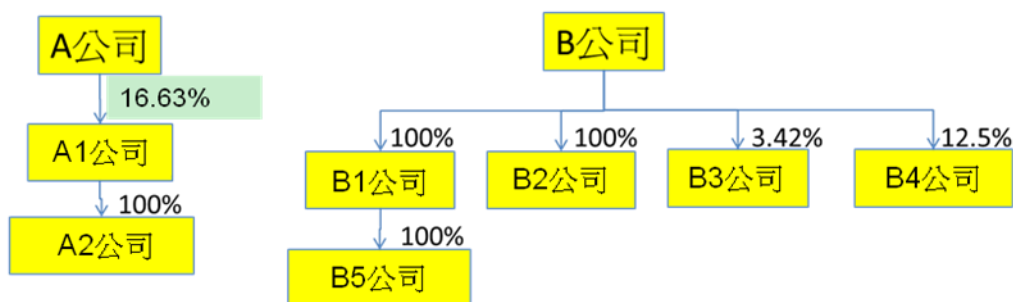 A公司
B公司
16.63%
A1公司
100%
A2公司
100%
100%
3.42%
12.5%
B1公司
B2公司
B3公司
B4公司
100%
B5公司